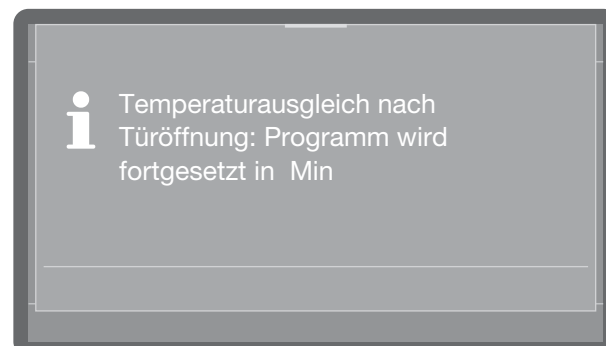 Temperaturausgleich nach
Türöffnung: Programm wird
fortgesetzt in  Min